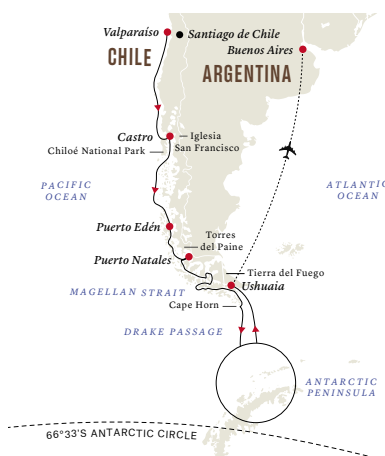 Valparaíso
Santiago de Chile
Buenos Aires
CHILE
ARGENTINA
Castro
Iglesia
San Francisco
Chiloé National Park
PACIFIC
OCEAN
ATLANTIC
OCEAN
Puerto Edén
Torres
del Paine
Puerto Natales
Tierra del Fuego
Ushuaia
MAGELLAN STRAIT
Cape Horn
DRAKE PASSAGE
ANTARCTIC
PENINSULA
66°33'S ANTARCTIC CIRCLE